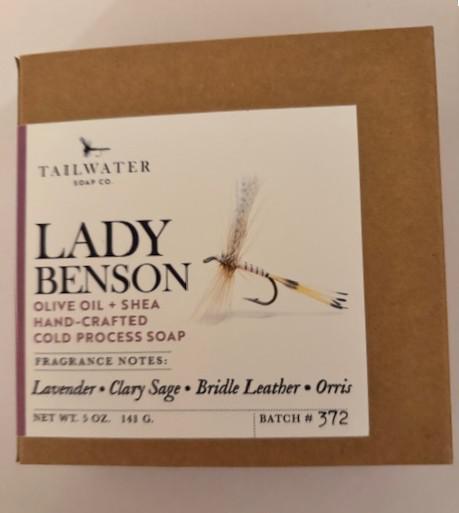 TAILWATER
SOAP CO.
LADY
BENSON
OLIVE OIL + SHEA
HAND-CRAFTED
COLD PROCESS SOAP
FRAGRANCE NOTES:
Lavender • Clary Sage • Bridle Leather • Orris
NET WT. 5 OZ. 141 G.
BATCH # 372